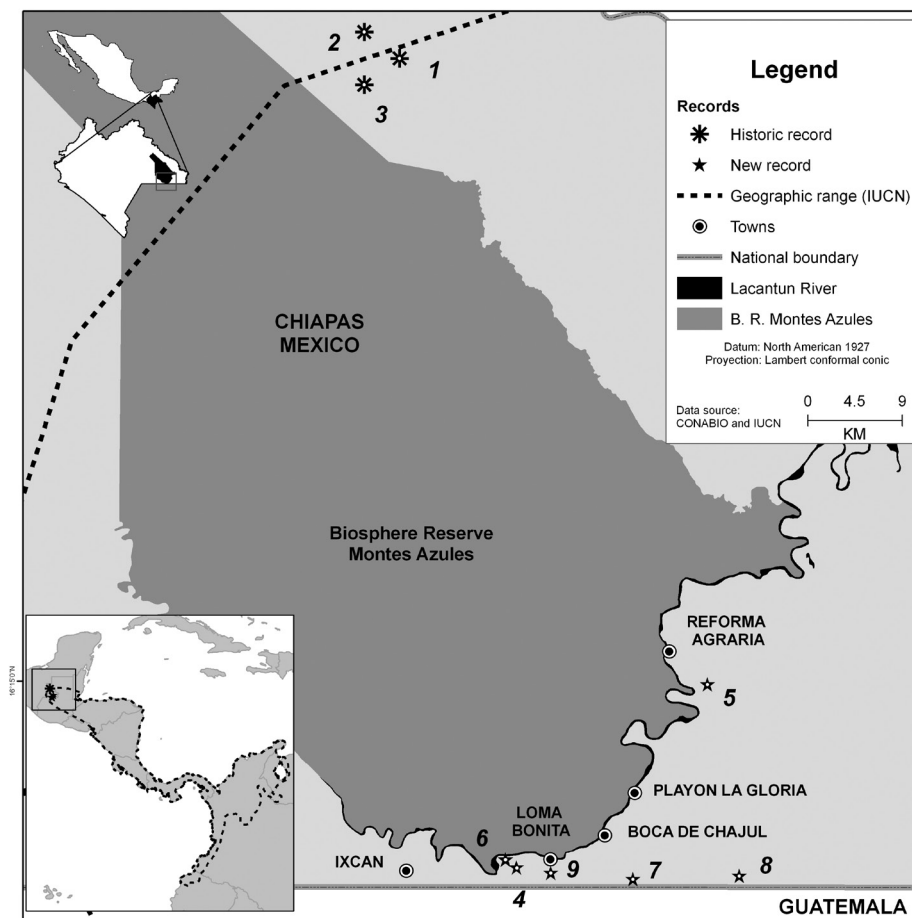 2
1
3
Legend
Records
Historic record
New record
Geographic range (IUCN)
Towns
National boundary
Lacantun River
B. R. Montes Azules
Datum: North American 1927
Proyection: Lambert conformal conic
Data source:
CONABIO and IUCN
0 4.5 9
KM
CHIAPAS
MEXICO
Biosphere Reserve
Montes Azules
REFORMA
AGRARIA
5
16°15'0"N
PLAYON LA GLORIA
LOMA
BONITA
BOCA DE CHAJUL
6
IXCAN
9
7
8
4
GUATEMALA